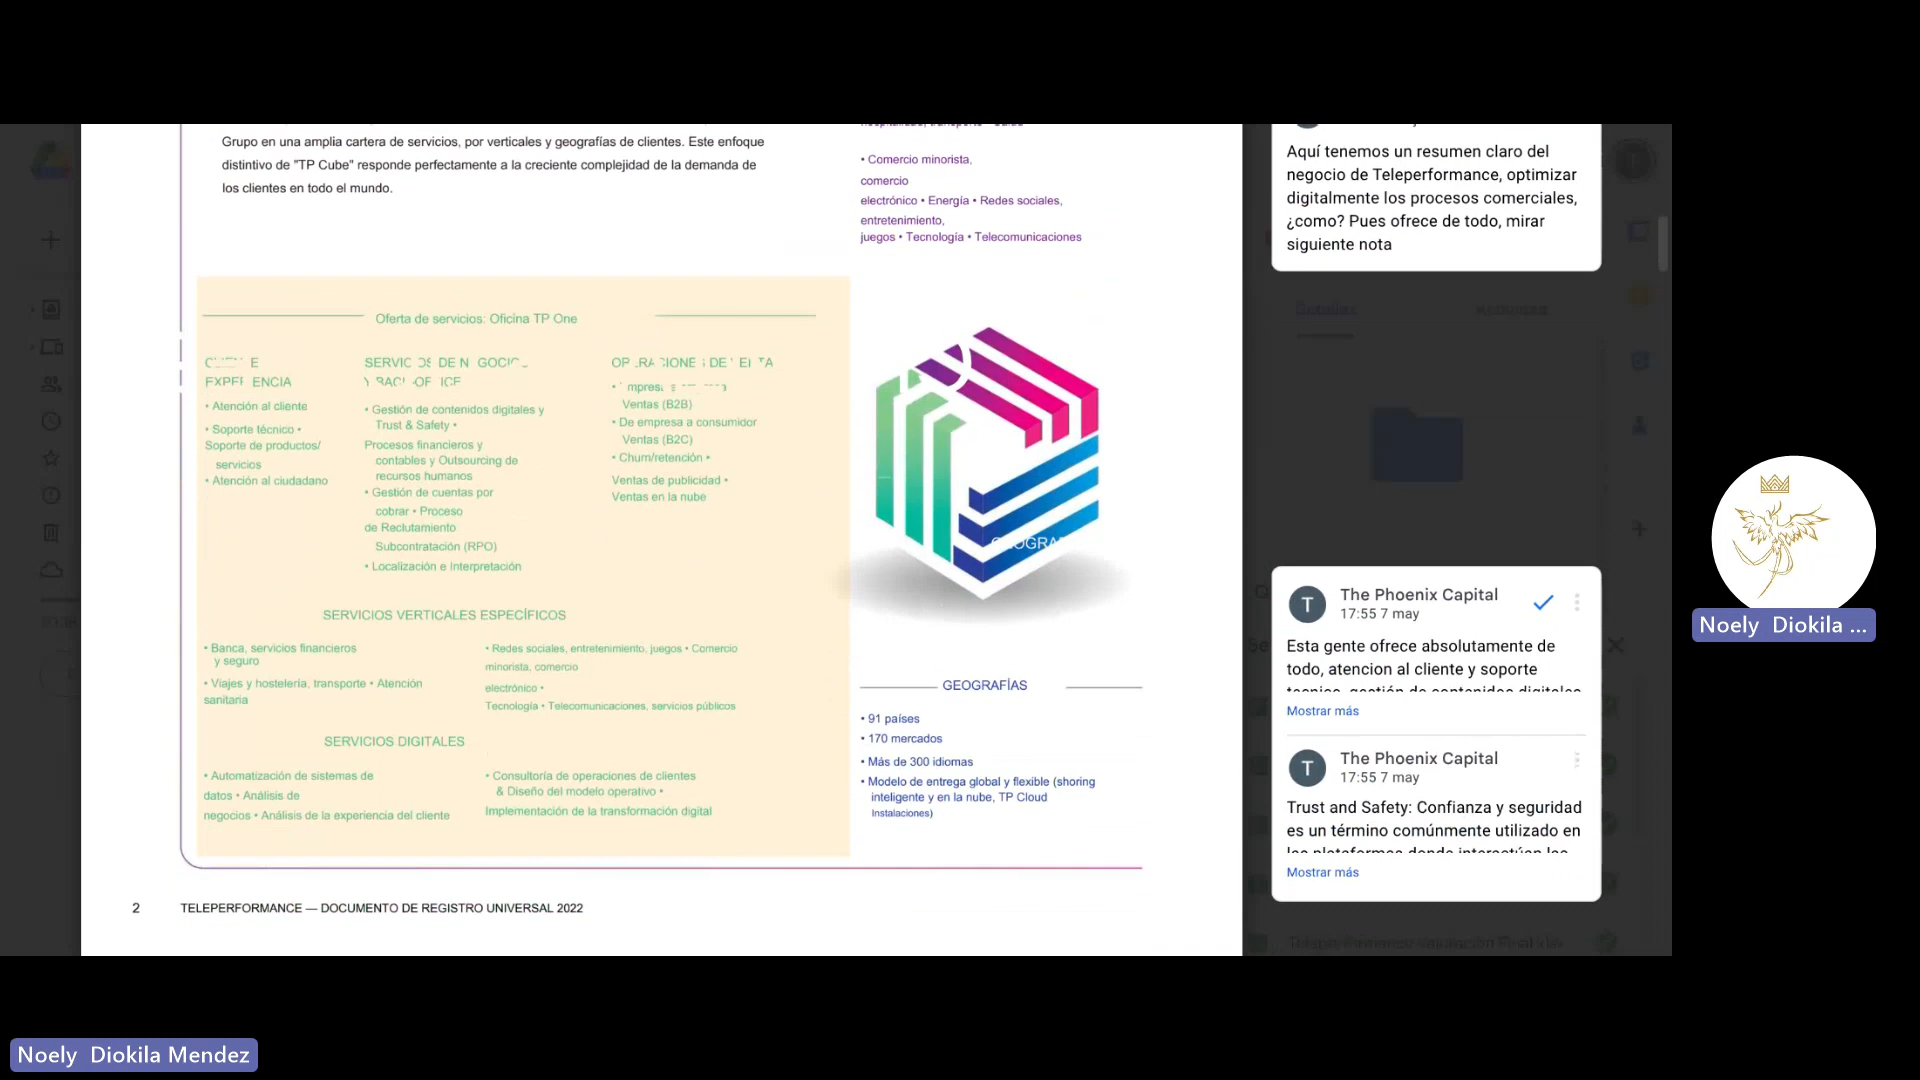 Grupo en una amplia cartera de servicios, por verticales y geografías de clientes. Este enfoque
distintivo de "TP Cube" responde perfectamente a la creciente complejidad de la demanda de
los clientes en todo el mundo.
• Comercio minorista,
comercio
electrónico • Energía • Redes sociales,
entretenimiento,
juegos • Tecnología • Telecomunicaciones
Oferta de servicios: Oficina TP One
• Atención al cliente
• Soporte técnico •
Soporte de productos/
servicios
• Atención al ciudadano
• Gestión de contenidos digitales y
Trust & Safety •
Procesos financieros y
contables y Outsourcing de
recursos humanos
• Gestión de cuentas por
cobrar • Proceso
de Reclutamiento
Subcontratación (RPO)
• Localización e Interpretación
Ventas (B2B)
• De empresa a consumidor
Ventas (B2C)
• Churn/retención •
Ventas de publicidad •
Ventas en la nube
SERVICIOS VERTICALES ESPECÍFICOS
• Banca, servicios financieros
y seguro
• Viajes y hostelería, transporte • Atención
sanitaria
• Redes sociales, entretenimiento, juegos • Comercio
minorista, comercio
electrónico •
Tecnología • Telecomunicaciones, servicios públicos
SERVICIOS DIGITALES
• Automatización de sistemas de
datos • Análisis de
negocios • Análisis de la experiencia del cliente
• Consultoría de operaciones de clientes
& Diseño del modelo operativo •
Implementación de la transformación digital
GEOGRAFÍAS
• 91 países
• 170 mercados
• Más de 300 idiomas
• Modelo de entrega global y flexible (shoring
inteligente y en la nube, TP Cloud
Instalaciones)
2 TELEPERFORMANCE — DOCUMENTO DE REGISTRO UNIVERSAL 2022
Aquí tenemos un resumen claro del
negocio de Teleperformance, optimizar
digitalmente los procesos comerciales,
¿como? Pues ofrece de todo, mirar
siguiente nota
Detalles
T
The Phoenix Capital
17:55 7 may
Esta gente ofrece absolutamente de
todo, atencion al cliente y soporte
Mostrar más
T
The Phoenix Capital
17:55 7 may
Trust and Safety: Confianza y seguridad
es un término comúnmente utilizado en
Mostrar más
Noely Diokila ...
Noely Diokila Mendez